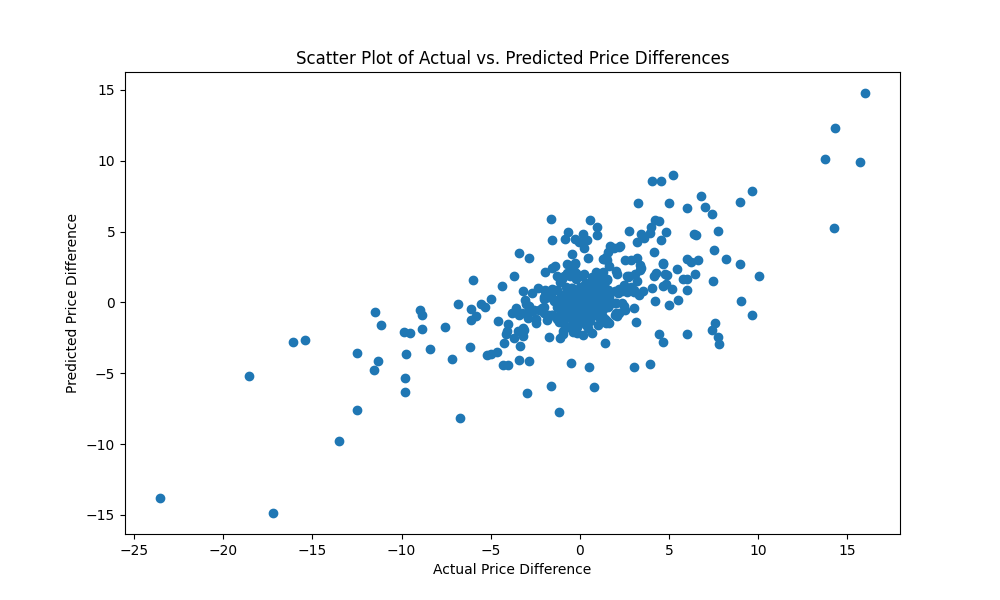 Scatter Plot of Actual vs. Predicted Price Differences
15
10
5
0
−5
−10
−15
Predicted Price Difference
−25 −20 −15 −10 −5 0 5 10 15
Actual Price Difference